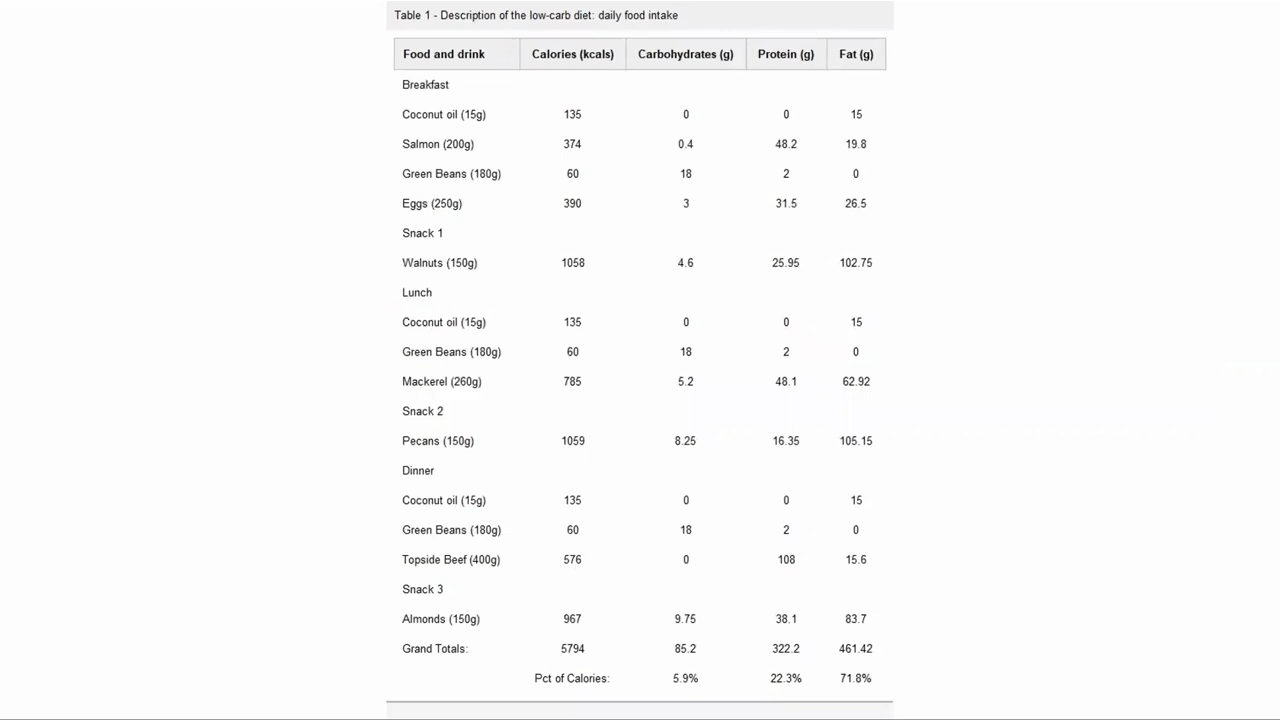 Table 1 - Description of the low-carb diet: daily food intake
Food and drink Calories (kcals) Carbohydrates (g) Protein (g) Fat (g)
Breakfast
Coconut oil (15g) 135 0 0 15
Salmon (200g) 374 0.4 48.2 19.8
Green Beans (180g) 60 18 2 0
Eggs (250g) 390 3 31.5 26.5
Snack 1
Walnuts (150g) 1058 4.6 25.95 102.75
Lunch
Coconut oil (15g) 135 0 0 15
Green Beans (180g) 60 18 2 0
Mackerel (260g) 785 5.2 48.1 62.92
Snack 2
Pecans (150g) 1059 8.25 16.35 105.15
Dinner
Coconut oil (15g) 135 0 0 15
Green Beans (180g) 60 18 2 0
Topside Beef (400g) 576 0 108 15.6
Snack 3
Almonds (150g) 967 9.75 38.1 83.7
Grand Totals: 5794 85.2 322.2 461.42
Pct of Calories: 5.9% 22.3% 71.8%